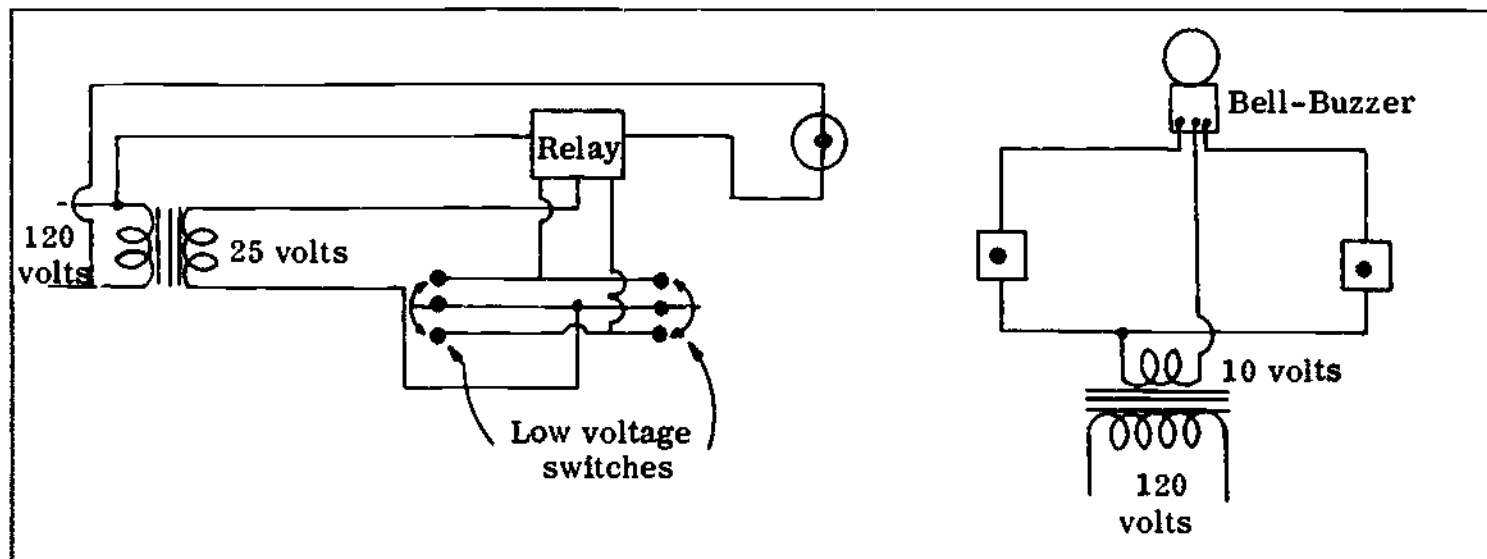 Relay
120
volts
25 volts
Low voltage
switches
Bell-Buzzer
10 volts
120
volts